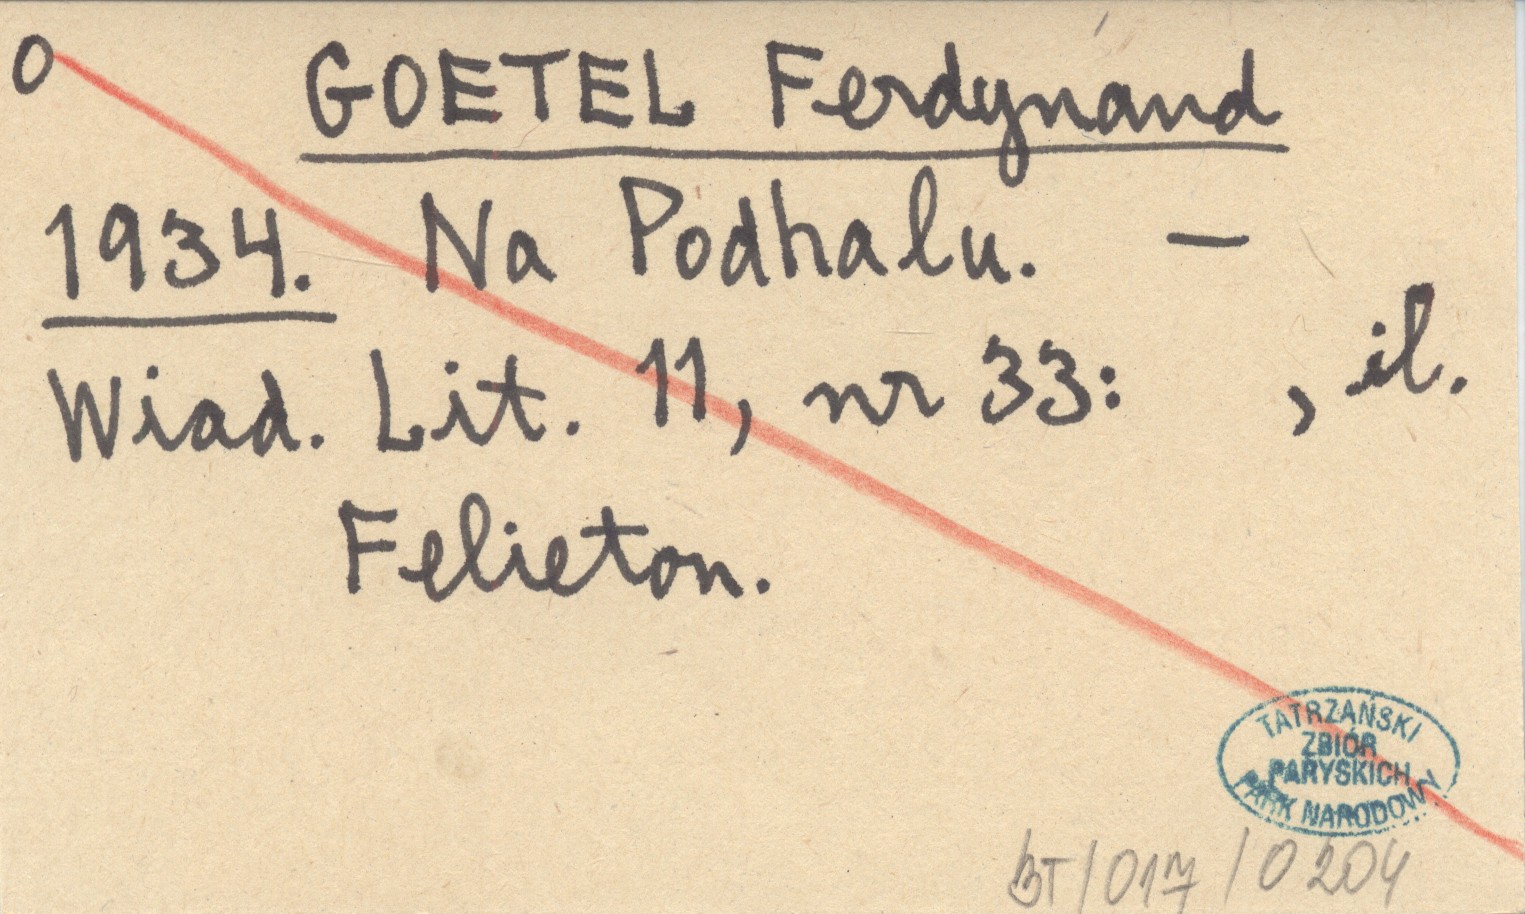 O GOETEL Ferdynand
1934. Na Podhalu. —
Wiad. Lit. 11, nr 33: , il.
Felieton.
TATRZAŃSKI
ZBIÓR
PARYSKICH
PARK NARODOWY
BT/017/0204